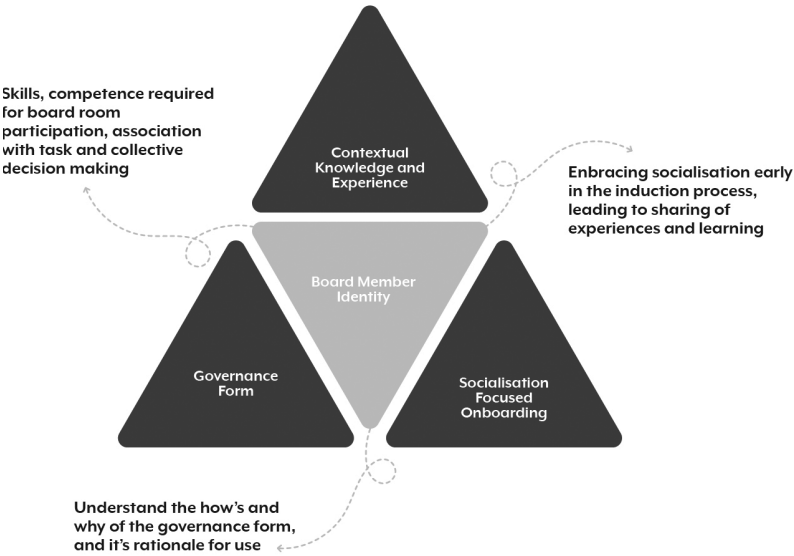 Skills, competence required
for board room
participation, association
with task and collective
decision making
Contextual
Knowledge and
Experience
Enbracing socialisation early
in the induction process,
leading to sharing of
experiences and learning
Board Member
Identity
Governance
Form
Socialisation
Focused
Onboarding
Understand the how's and
why of the governance form,
and it's rationale for use